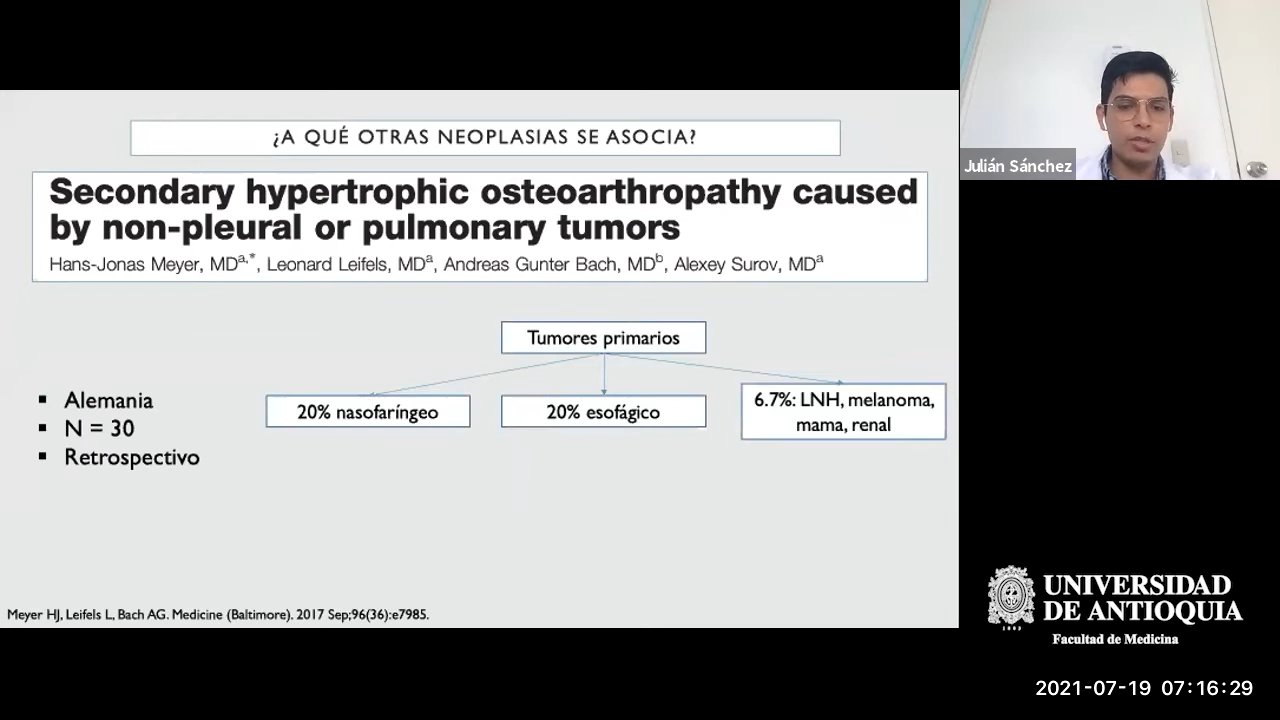 ¿A QUÉ OTRAS NEOPLASIAS SE ASOCIA?
Secondary hypertrophic osteoarthropathy caused
by non-pleural or pulmonary tumors
Hans-Jonas Meyer, MDa,*, Leonard Leifels, MDa, Andreas Gunter Bach, MDb, Alexey Surov, MDa
Tumores primarios
20% nasofaríngeo
20% esofágico
6.7%: LNH, melanoma,
mama, renal
▪ Alemania
▪ N = 30
▪ Retrospectivo
Meyer HJ, Leifels L, Bach AG. Medicine (Baltimore). 2017 Sep;96(36):e7985.
Julián Sánchez
1803
UNIVERSIDAD
DE ANTIOQUIA
Facultad de Medicina
2021-07-19 07:16:29